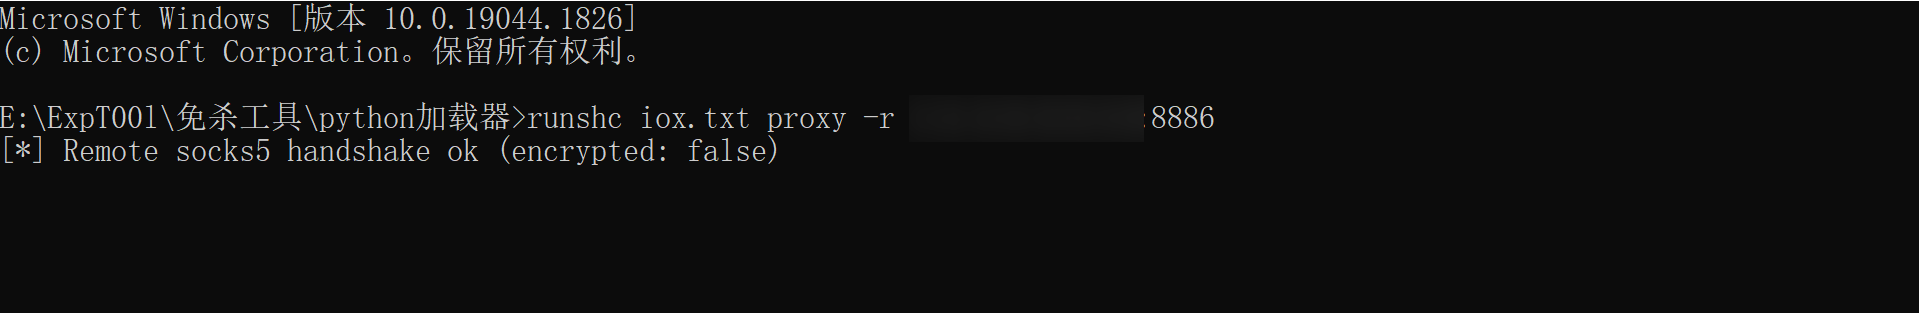 Microsoft Windows [版本 10.0.19044.1826]
(c) Microsoft Corporation。保留所有权利。
E:\ExpT00l\免杀工具\python加载器>runshc iox.txt proxy -r :8886
[*] Remote socks5 handshake ok (encrypted: false)